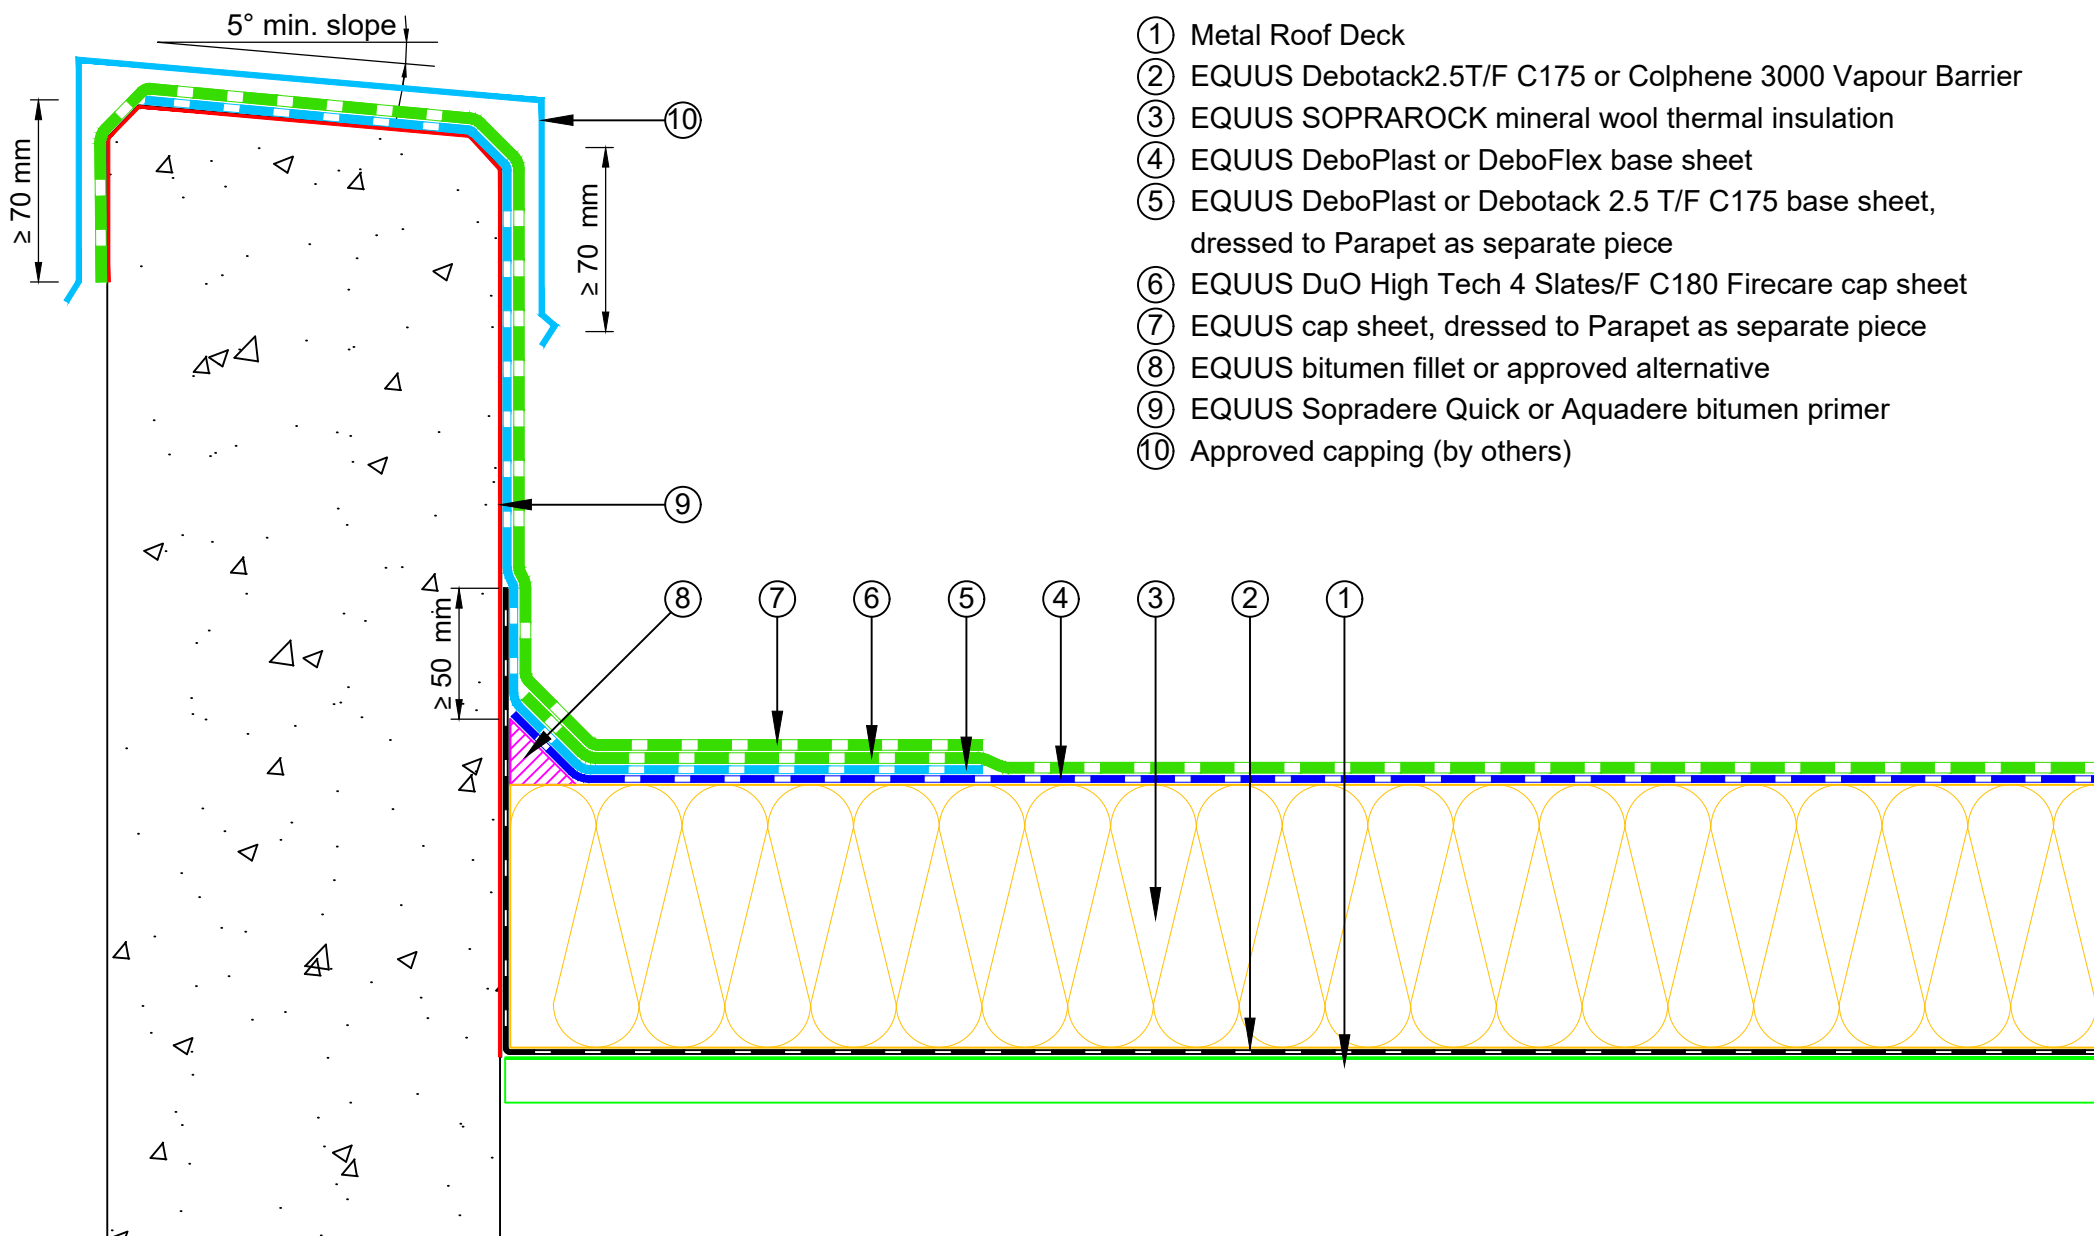 5° min. slope
① Metal Roof Deck
② EQUUS Debotack2.5T/F C175 or Colphene 3000 Vapour Barrier
③ EQUUS SOPRAROCK mineral wool thermal insulation
④ EQUUS DeboPlast or DeboFlex base sheet
⑤ EQUUS DeboPlast or Debotack 2.5 T/F C175 base sheet,
dressed to Parapet as separate piece
⑥ EQUUS DuO High Tech 4 Slates/F C180 Firecare cap sheet
⑦ EQUUS cap sheet, dressed to Parapet as separate piece
⑧ EQUUS bitumen fillet or approved alternative
⑨ EQUUS Sopradere Quick or Aquadere bitumen primer
⑩ Approved capping (by others)
⑩
≥ 70 mm
≥ 70 mm
⑨
≥ 50 mm
⑧ ⑦ ⑥ ⑤ ④ ③ ② ①